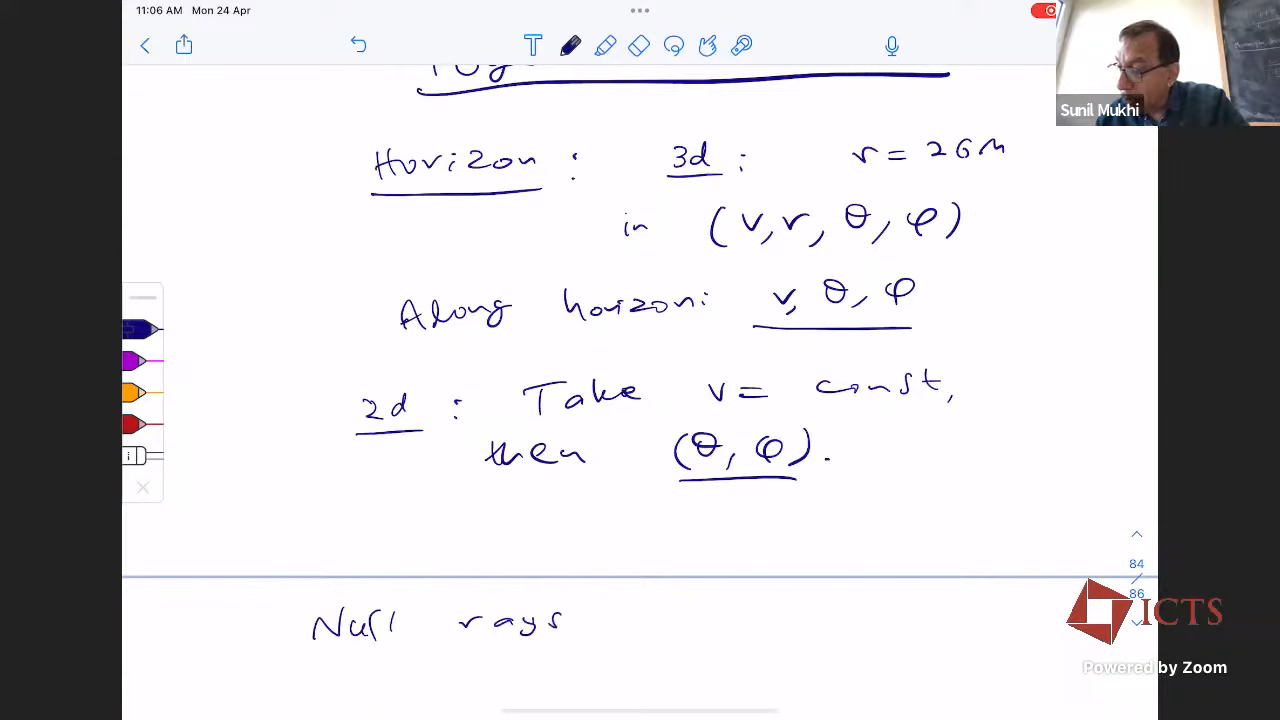 11:06 AM Mon 24 Apr
Sunil Mukhi
Horizon : 3d : r = 2GM
in (v, r, θ, φ)
Along horizon: v, θ, φ
2d : Take v = const,
then (θ, φ).
84
86
Null rays
ICTS
Powered by Zoom